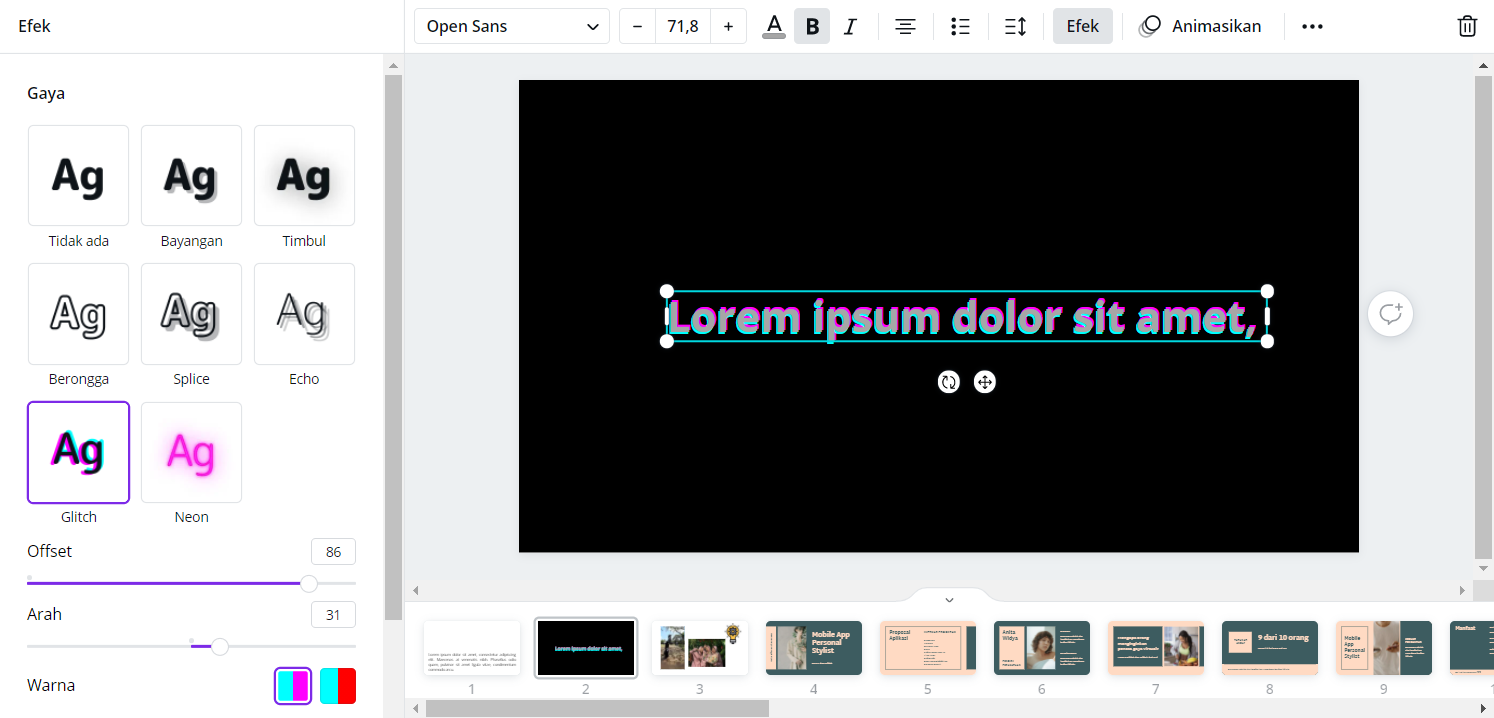 Efek
Open Sans
– 71,8 +
A B I
Efek
Animasikan
Gaya
Ag Ag Ag
Tidak ada Bayangan Timbul
Ag Ag Ag
Berongga Splice Echo
Ag Ag
Glitch Neon
Offset 86
Arah 31
Warna
Lorem ipsum dolor sit amet,
Lorem ipsum dolor sit amet,
Mobile App
Personal
Stylist
Proposal
Aplikasi
Anita
Widya
9 dari 10 orang
Mobile
App
Personal
Stylist
Manfaat
1 2 3 4 5 6 7 8 9 1